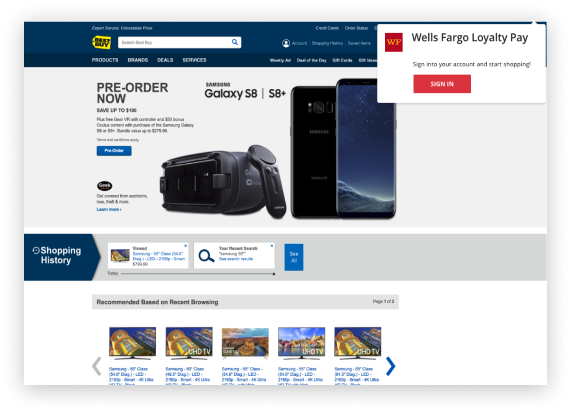 Expert Service. Unbeatable Price.
Credit Cards Order Status
BEST BUY
Search Best Buy
Account Shopping History Saved Items
PRODUCTS BRANDS DEALS SERVICES
Weekly Ad Deal of the Day Gift Cards Gift Ideas
WF
Wells Fargo Loyalty Pay
Sign into your account and start shopping!
SIGN IN
PRE-ORDER
NOW
SAVE UP TO $100
Plus free Gear VR with controller and $50 bonus
Oculus content with purchase of the Samsung Galaxy
S8 or S8+. Bundle value up to $279.99.
Terms and conditions apply.
Pre-Order
SAMSUNG
Galaxy S8 | S8+
Geek
Get covered from accidents,
loss, theft & more.
Learn more ›
Shopping
History
Viewed
Samsung - 55" Class (54.6"
Diag.) - LED - 2160p - Smart
$799.99
Your Recent Search
"samsung 55"
See search results
See
All
Today
Recommended Based on Recent Browsing
Page 1 of 3
UHD TV
UHD TV
UHD TV
Samsung - 55" Class
(54.6" Diag.) - LED -
2160p - Smart - 4K Ultra
Samsung - 50" Class
(49.5" Diag.) - LED -
2160p - Smart - 4K Ultra
Samsung - 55" Class
(54.6" Diag.) - LED -
Samsung - 55" Class
(54.6" Diag.) - LED -
2160p - Smart - 4K Ultra
Samsung - 65" Class
(64.5" Diag.) - LED -
2160p - Smart - 4K Ultra